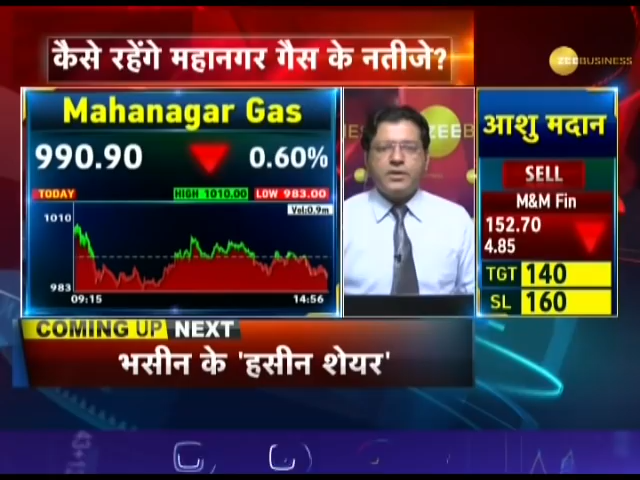 कैसे रहेंगे महानगर गैस के नतीजे?
ZEEBUSINESS
Mahanagar Gas
990.90 0.60%
TODAY HIGH 1010.00 LOW 983.00
Vol:0.9m
1010
983
09:15 14:56
ZEE
आशु मदान
SELL
M&M Fin
152.70
4.85
TGT 140
SL 160
COMING UP NEXT
भसीन के 'हसीन शेयर'